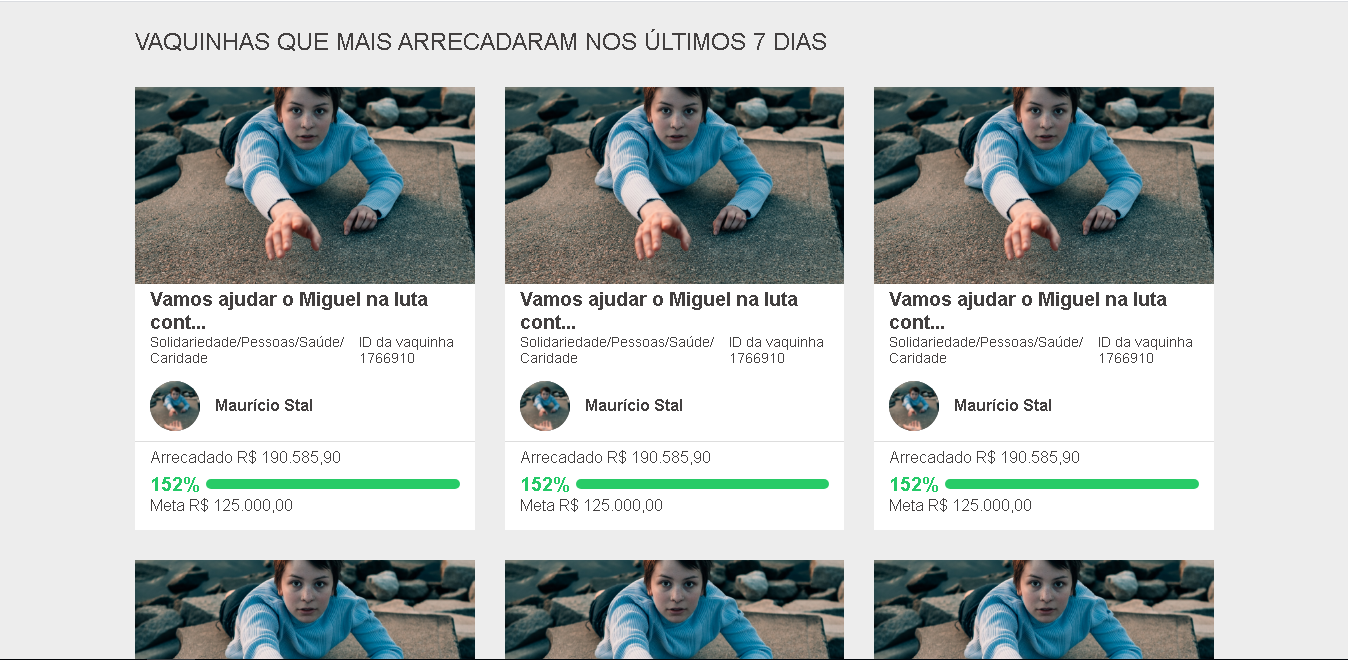 VAQUINHAS QUE MAIS ARRECADARAM NOS ÚLTIMOS 7 DIAS
Vamos ajudar o Miguel na luta
cont...
Solidariedade/Pessoas/Saúde/
Caridade
ID da vaquinha
1766910
Maurício Stal
Arrecadado R$ 190.585,90
152%
Meta R$ 125.000,00
Vamos ajudar o Miguel na luta
cont...
Solidariedade/Pessoas/Saúde/
Caridade
ID da vaquinha
1766910
Maurício Stal
Arrecadado R$ 190.585,90
152%
Meta R$ 125.000,00
Vamos ajudar o Miguel na luta
cont...
Solidariedade/Pessoas/Saúde/
Caridade
ID da vaquinha
1766910
Maurício Stal
Arrecadado R$ 190.585,90
152%
Meta R$ 125.000,00